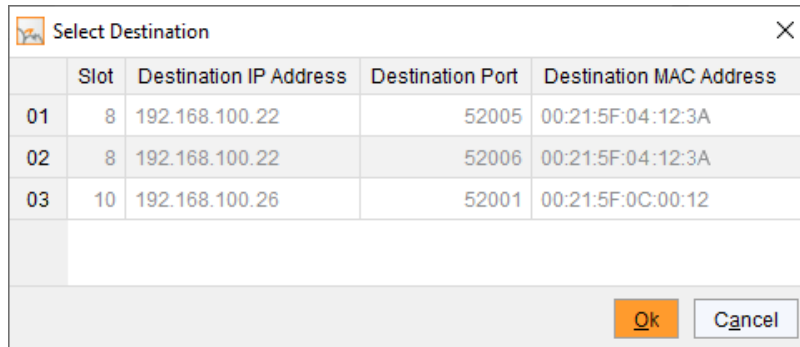 Select Destination
Slot Destination IP Address Destination Port Destination MAC Address
01 8 192.168.100.22 52005 00:21:5F:04:12:3A
02 8 192.168.100.22 52006 00:21:5F:04:12:3A
03 10 192.168.100.26 52001 00:21:5F:0C:00:12
Ok Cancel